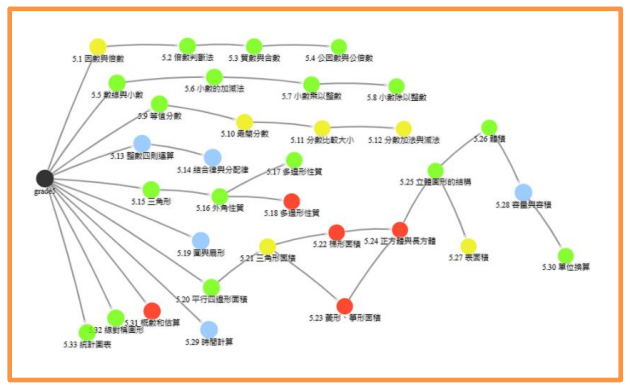 5.1 因數與倍數
5.2 倍數判斷法
5.3 質數與合數
5.4 公因數與公倍數
5.5 數線與小數
5.6 小數的加減法
5.7 小數乘以整數
5.8 小數除以整數
5.9 等值分數
5.10 最簡分數
5.11 分數比較大小
5.12 分數加法與減法
5.13 整數四則運算
5.14 結合律與分配律
5.15 三角形
5.16 外角性質
5.17 多邊形性質
5.18 多邊形性質
grade5
5.19 圓與扇形
5.20 平行四邊形面積
5.21 三角形面積
5.22 梯形面積
5.23 菱形、箏形面積
5.24 正方體與長方體
5.25 立體圖形的結構
5.26 體積
5.27 表面積
5.28 容量與容積
5.30 單位換算
5.29 時間計算
5.31 概數和估算
5.32 線對稱圖形
5.33 統計圖表